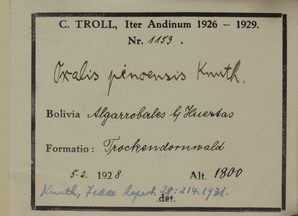 C. TROLL, Iter Andinum 1926 – 1929.
Nr. 1153.
Oxalis pinoensis Knuth.
Bolivia Algarrobales b/ Huertas
Formatio: Trockendornwald
5.2. 1928 Alt. 1800
Knuth, Fedde Repert. 29: 214. 1931.
det.